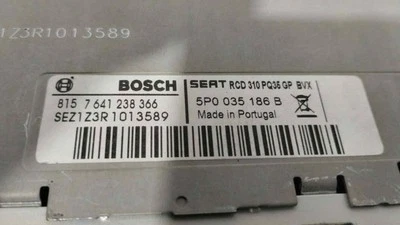 1Z3R1013589
BOSCH
SEAT RCD 310 PQ35 GP BVX
815 7 641 238 366
5P0 035 186 B
SEZ1Z3R1013589
Made in Portugal